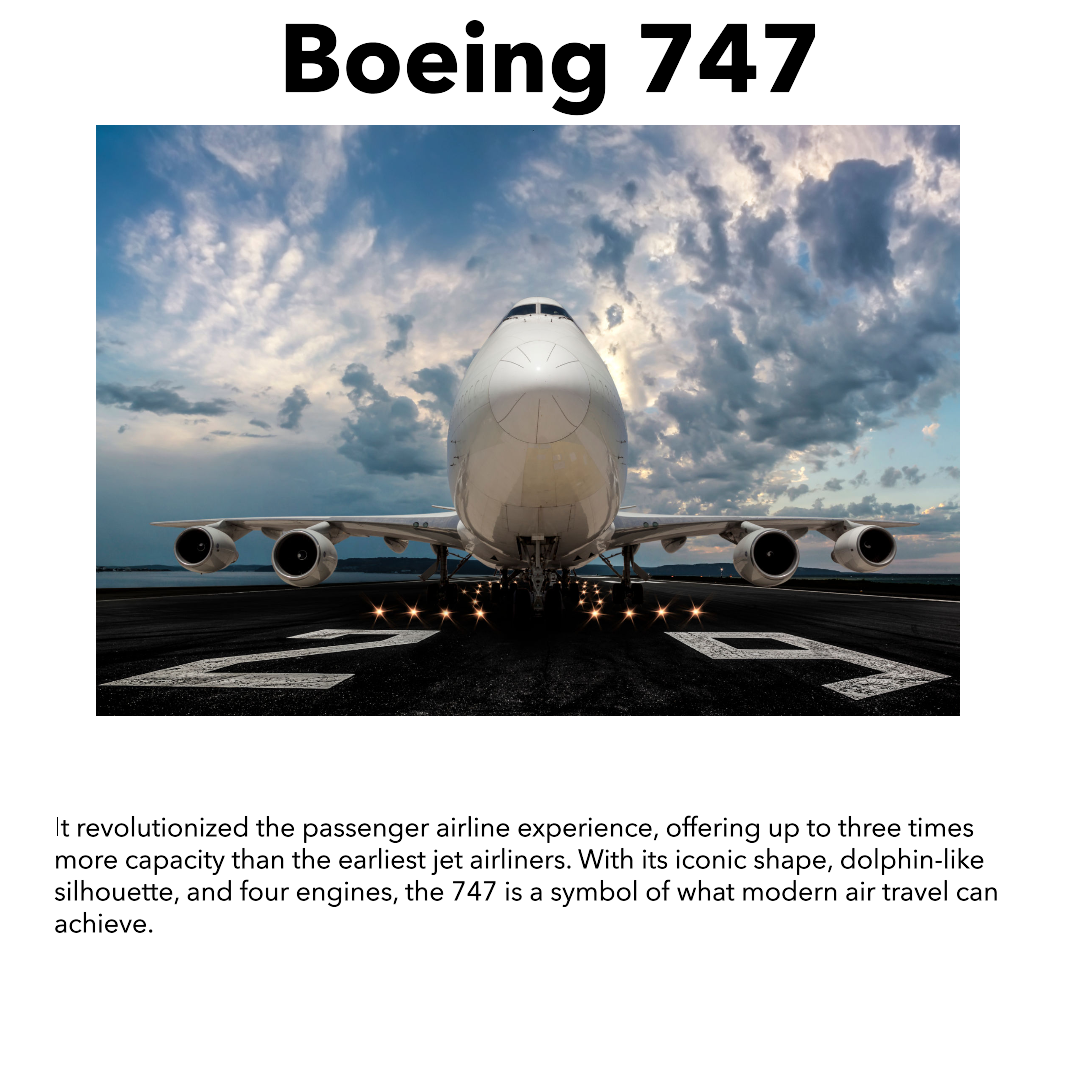 Boeing 747
2 9
It revolutionized the passenger airline experience, offering up to three times
more capacity than the earliest jet airliners. With its iconic shape, dolphin-like
silhouette, and four engines, the 747 is a symbol of what modern air travel can
achieve.